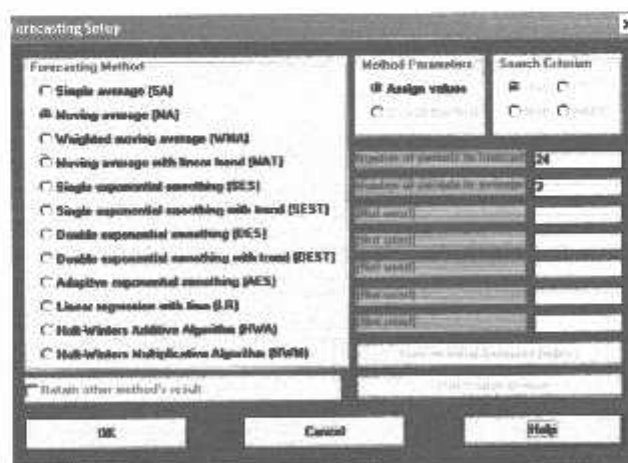 Forecasting Setup
Forecasting Method
Simple average (SA)
Moving average (MA)
Weighted moving average (WMA)
Moving average with linear trend (MAT)
Single exponential smoothing (SES)
Single exponential smoothing with trend (SEST)
Double exponential smoothing (DES)
Double exponential smoothing with trend (DEST)
Adaptive exponential smoothing (AES)
Linear regression with time (LR)
Holt-Winters Additive Algorithm (HWA)
Holt-Winters Multiplicative Algorithm (HWM)
Retain other method's result
Method Parameters
Assign values
Search Criterion
Number of periods to forecast 24
Number of periods to average 3
(Not used)
(Not used)
(Not used)
(Not used)
(Not used)
OK
Cancel
Help